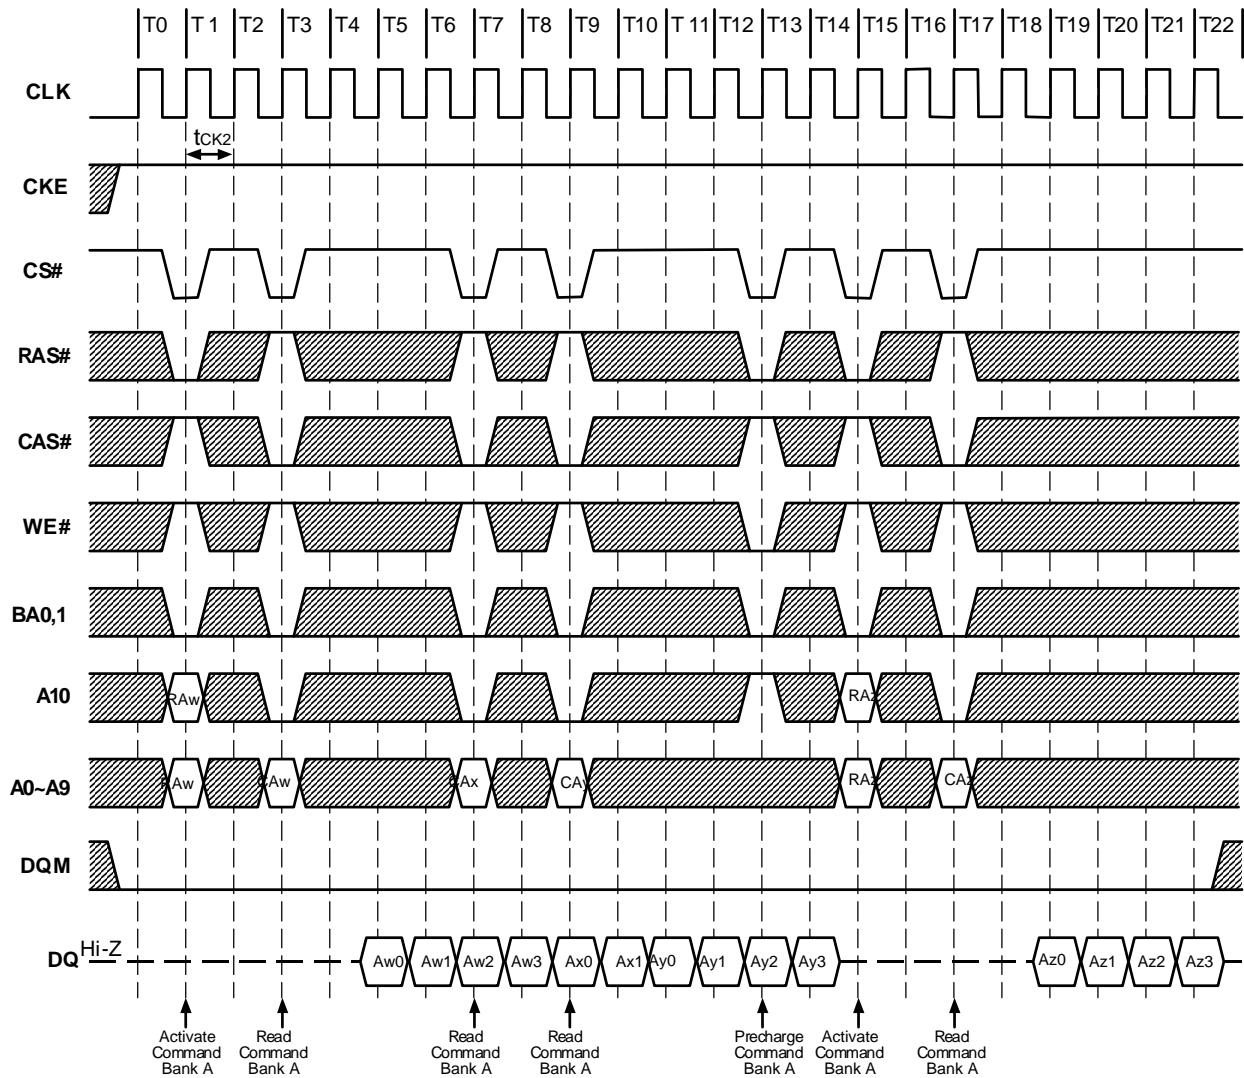 T0 T 1 T2 T3 T4 T5 T6 T7 T8 T9 T10 T 11 T12 T13 T14 T15 T16 T17 T18 T19 T20 T21 T22
CLK
tCK2
CKE
CS#
RAS#
CAS#
WE#
BA0,1
A10 RAw RAz
A0~A9 RAw CAw CAx CAy RAz CAz
DQM
Hi-Z
DQ Aw0 Aw1 Aw2 Aw3 Ax0 Ax1 Ay0 Ay1 Ay2 Ay3 Az0 Az1 Az2 Az3
Activate
Command
Bank A
Read
Command
Bank A
Read
Command
Bank A
Read
Command
Bank A
Precharge
Command
Bank A
Activate
Command
Bank A
Read
Command
Bank A